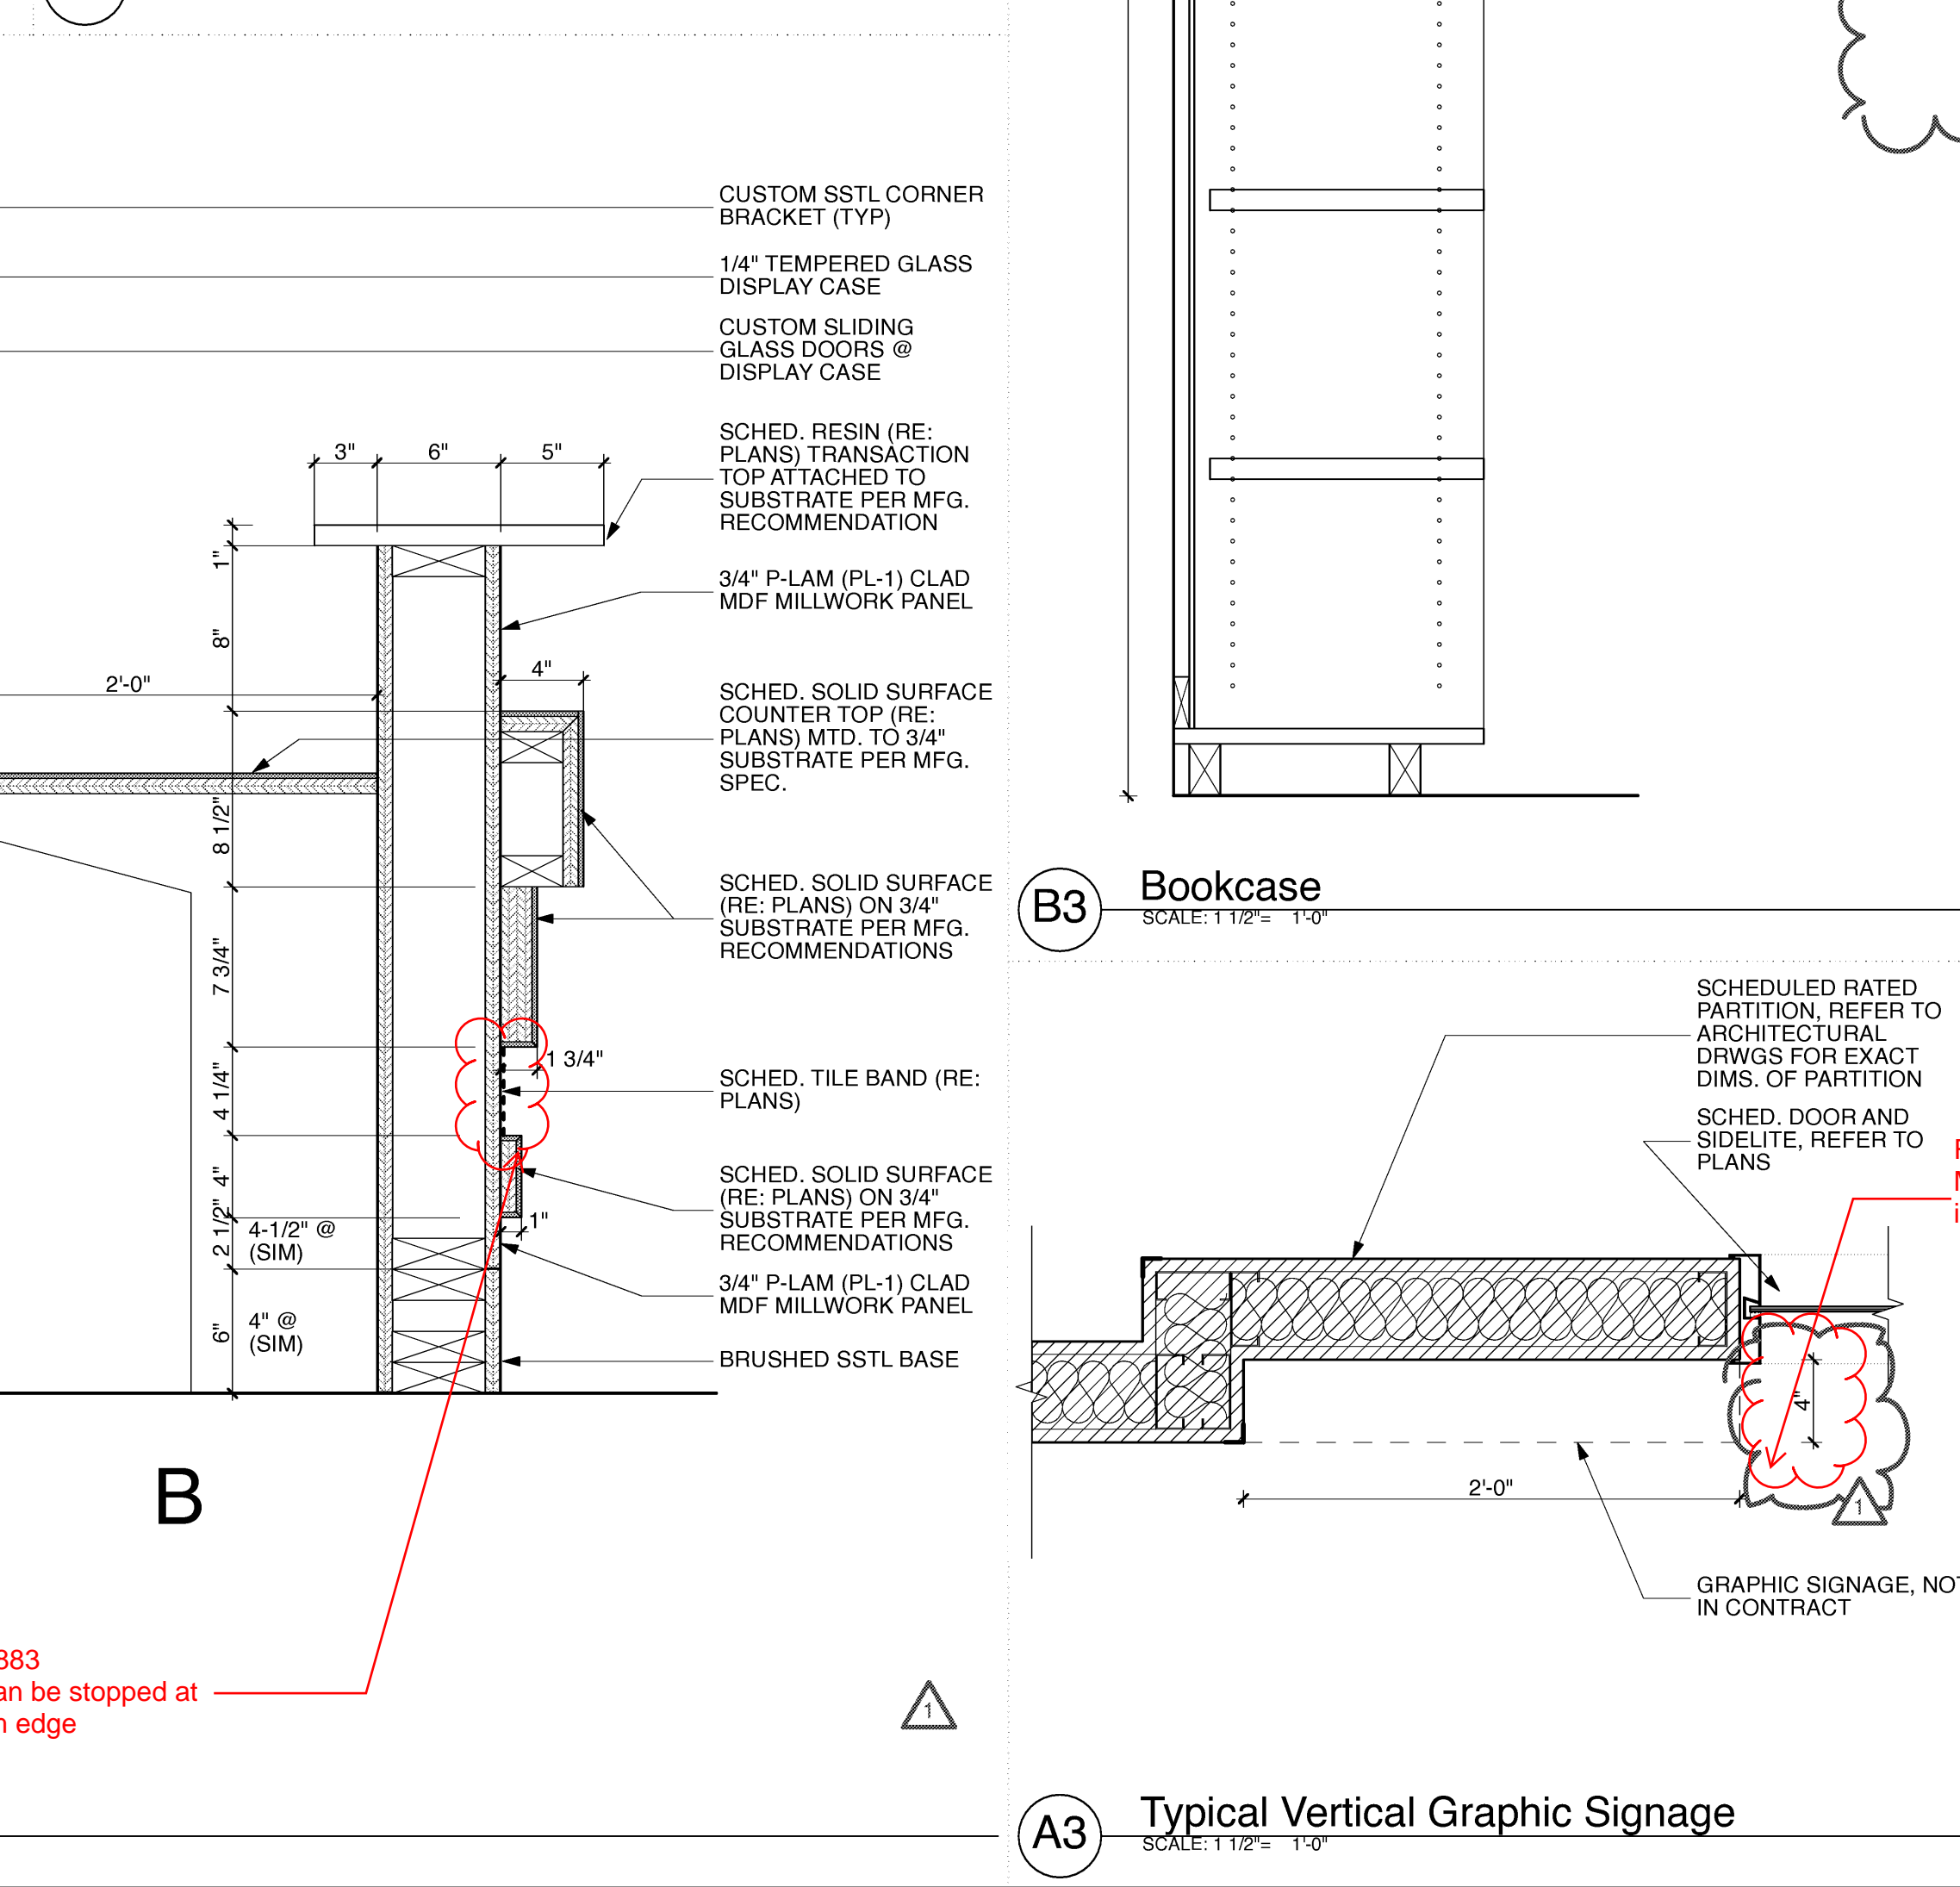 CUSTOM SSTL CORNER
BRACKET (TYP)
1/4" TEMPERED GLASS
DISPLAY CASE
CUSTOM SLIDING
GLASS DOORS @
DISPLAY CASE
SCHED. RESIN (RE:
PLANS) TRANSACTION
TOP ATTACHED TO
SUBSTRATE PER MFG.
RECOMMENDATION
3" 6" 5"
1"
8"
3/4" P-LAM (PL-1) CLAD
MDF MILLWORK PANEL
4"
2'-0"
SCHED. SOLID SURFACE
COUNTER TOP (RE:
PLANS) MTD. TO 3/4"
SUBSTRATE PER MFG.
SPEC.
8 1/2"
SCHED. SOLID SURFACE
(RE: PLANS) ON 3/4"
SUBSTRATE PER MFG.
RECOMMENDATIONS
7 3/4"
1 3/4"
4 1/4"
SCHED. TILE BAND (RE:
PLANS)
4"
SCHED. SOLID SURFACE
(RE: PLANS) ON 3/4"
SUBSTRATE PER MFG.
RECOMMENDATIONS
1"
2 1/2"
4-1/2" @
(SIM)
3/4" P-LAM (PL-1) CLAD
MDF MILLWORK PANEL
6"
4" @
(SIM)
BRUSHED SSTL BASE
B
883
an be stopped at
n edge
1
B3
Bookcase
SCALE: 1 1/2"= 1'-0"
SCHEDULED RATED
PARTITION, REFER TO
ARCHITECTURAL
DRWGS FOR EXACT
DIMS. OF PARTITION
SCHED. DOOR AND
SIDELITE, REFER TO
PLANS
4"
2'-0"
1
GRAPHIC SIGNAGE, NOT
IN CONTRACT
A3
Typical Vertical Graphic Signage
SCALE: 1 1/2"= 1'-0"